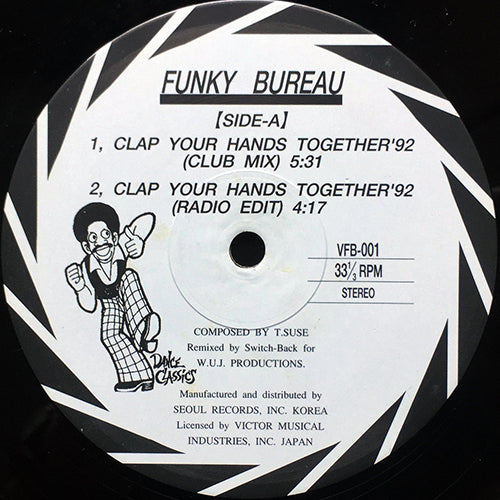 FUNKY BUREAU
【SIDE-A】
1, CLAP YOUR HANDS TOGETHER'92
(CLUB MIX) 5:31
2, CLAP YOUR HANDS TOGETHER'92
(RADIO EDIT) 4:17
VFB-001
33⅓ RPM
STEREO
COMPOSED BY T.SUSE
Remixed by Switch-Back for
W.U.J. PRODUCTIONS.
DANCE
CLASSICS
Manufactured and distributed by
SEOUL RECORDS, INC. KOREA
Licensed by VICTOR MUSICAL
INDUSTRIES, INC. JAPAN